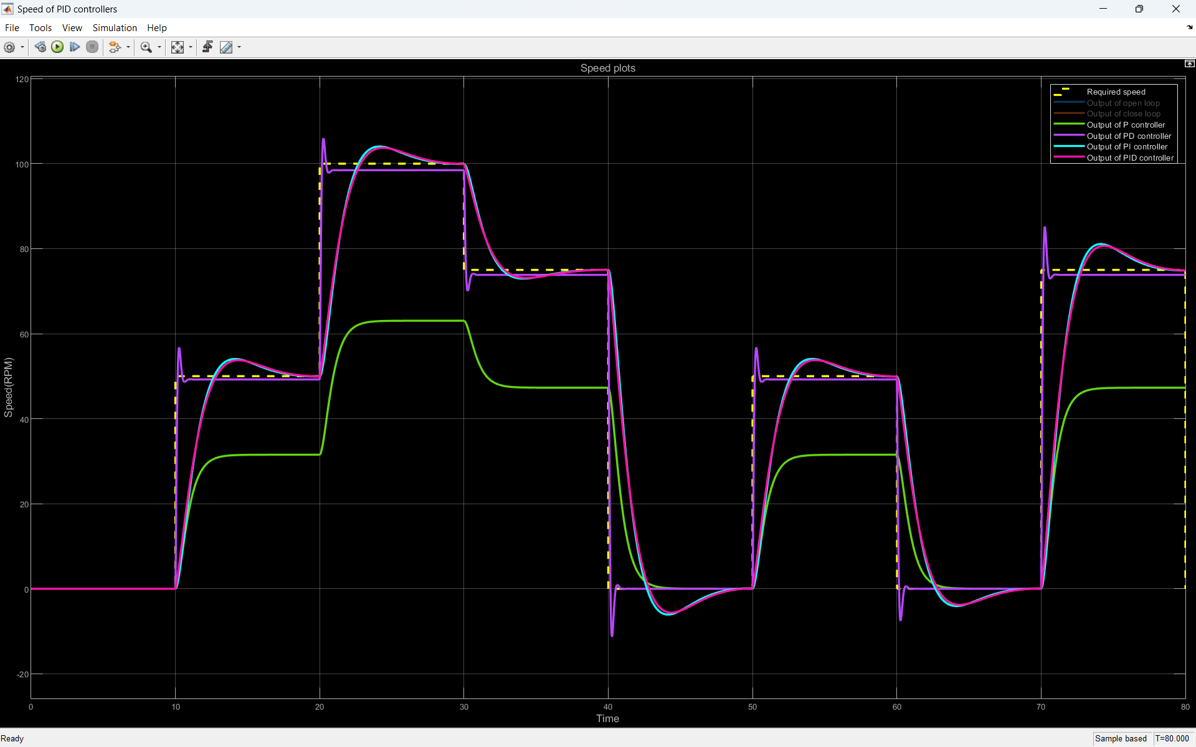 Speed of PID controllers
File Tools View Simulation Help
Speed plots
Required speed
Output of open loop
Output of close loop
Output of P controller
Output of PD controller
Output of PI controller
Output of PID controller
120
100
80
60
40
20
0
-20
Speed(RPM)
0 10 20 30 40 50 60 70 80
Time
Ready
Sample based T=80.000